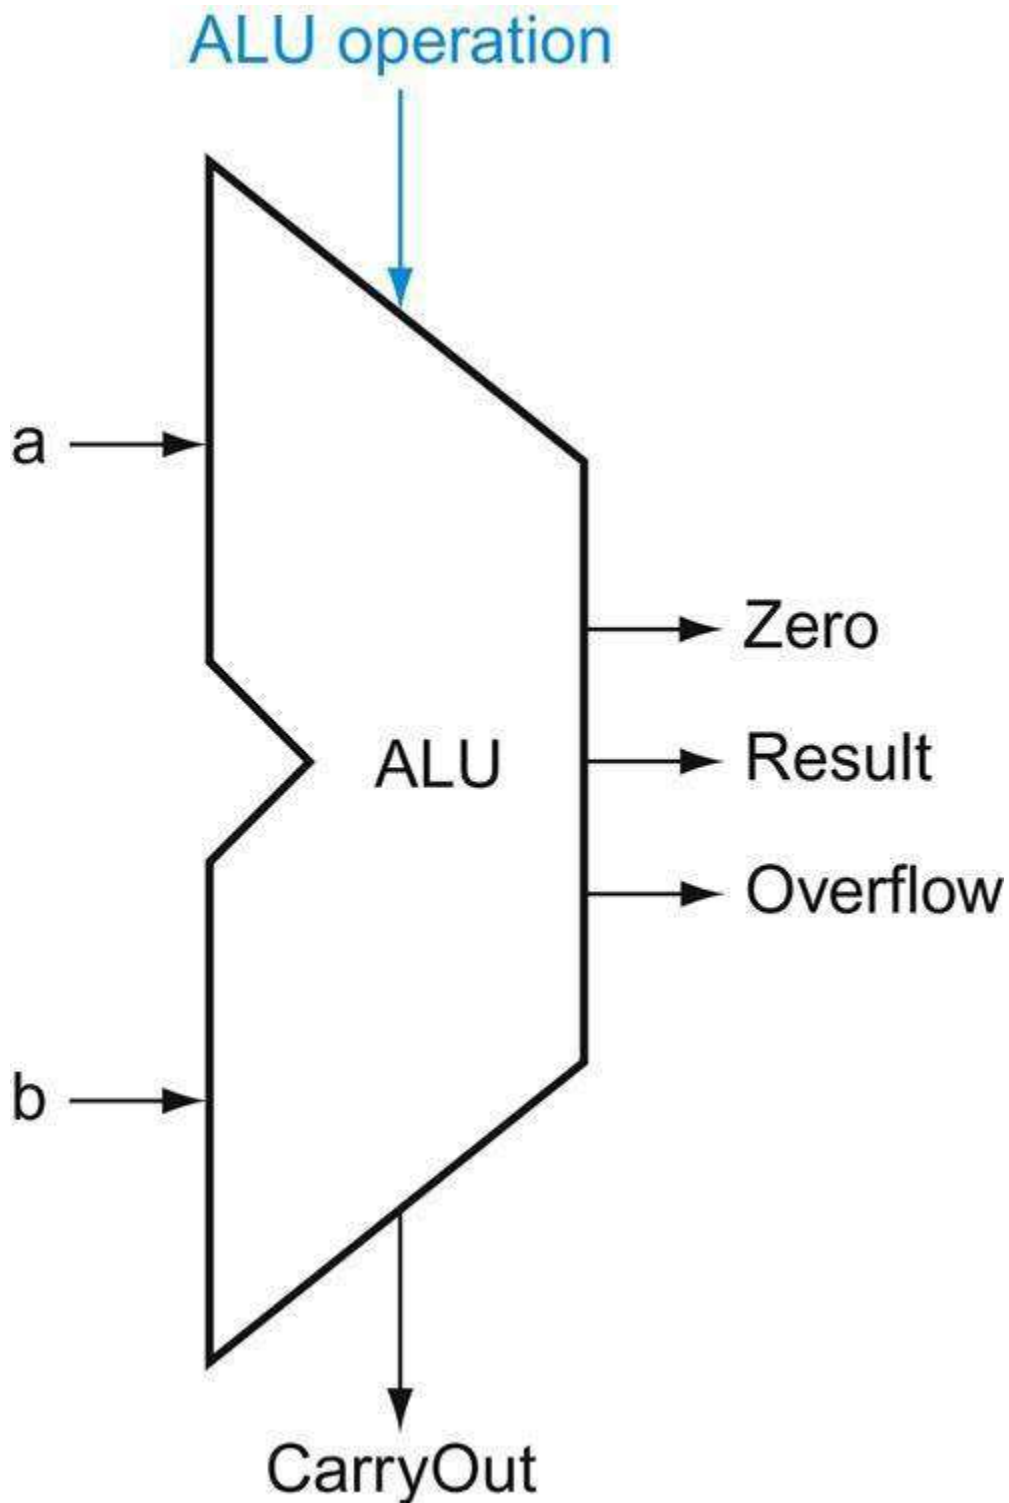 ALU operation
a
Zero
ALU
Result
Overflow
b
CarryOut